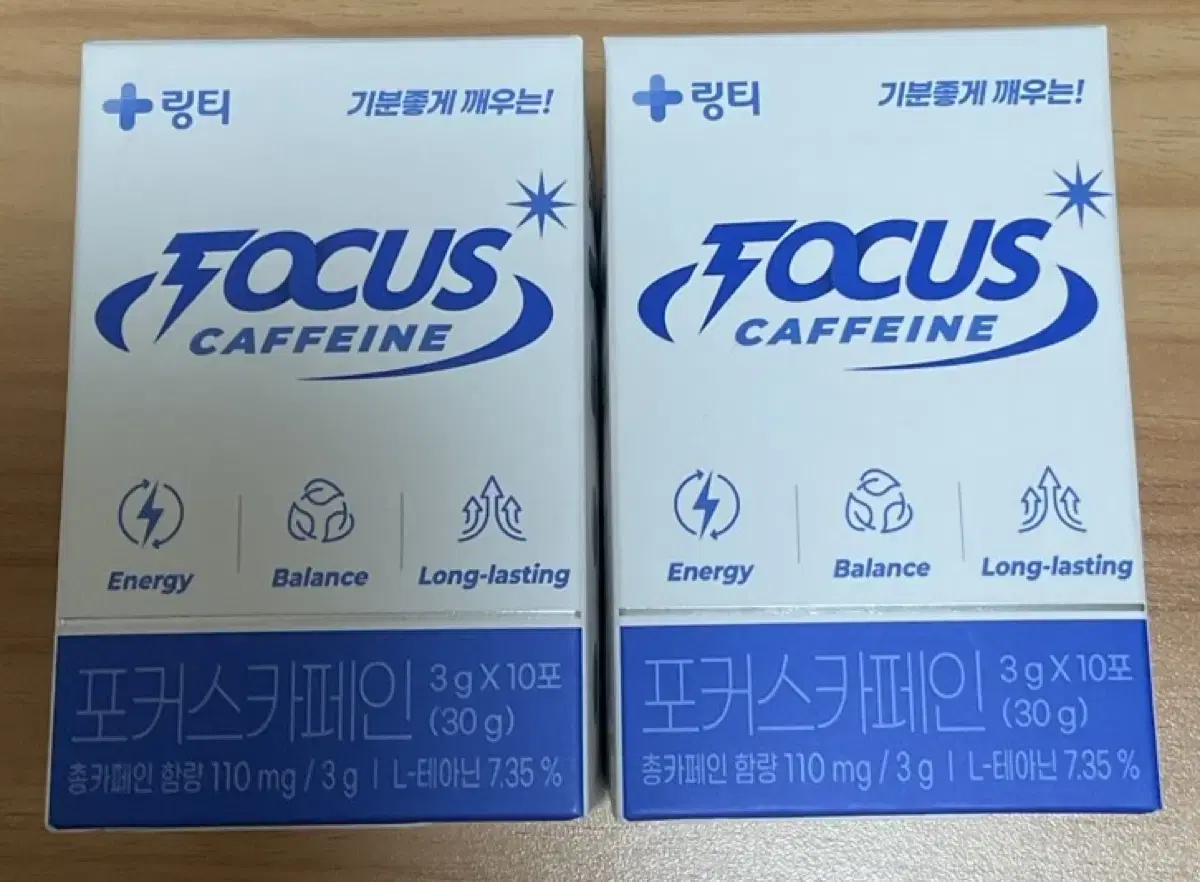 링티 기분좋게 깨우는!
FOCUS
CAFFEINE
Energy Balance Long-lasting
포커스카페인 3 g X 10포
(30 g)
총카페인 함량 110 mg / 3 g | L-테아닌 7.35 %
링티 기분좋게 깨우는!
FOCUS
CAFFEINE
Energy Balance Long-lasting
포커스카페인 3 g X 10포
(30 g)
총카페인 함량 110 mg / 3 g | L-테아닌 7.35 %